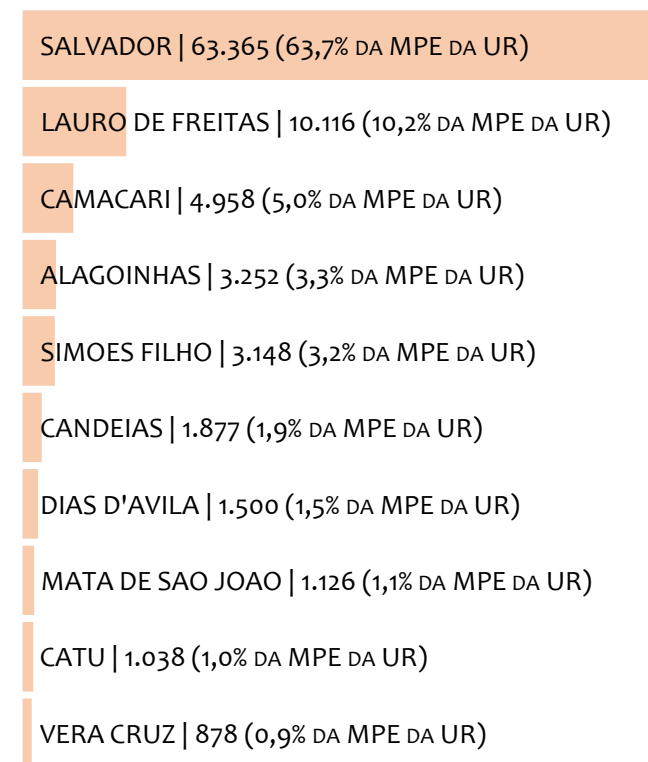 SALVADOR | 63.365 (63,7% DA MPE DA UR)
LAURO DE FREITAS | 10.116 (10,2% DA MPE DA UR)
CAMACARI | 4.958 (5,0% DA MPE DA UR)
ALAGOINHAS | 3.252 (3,3% DA MPE DA UR)
SIMOES FILHO | 3.148 (3,2% DA MPE DA UR)
CANDEIAS | 1.877 (1,9% DA MPE DA UR)
DIAS D'AVILA | 1.500 (1,5% DA MPE DA UR)
MATA DE SAO JOAO | 1.126 (1,1% DA MPE DA UR)
CATU | 1.038 (1,0% DA MPE DA UR)
VERA CRUZ | 878 (0,9% DA MPE DA UR)